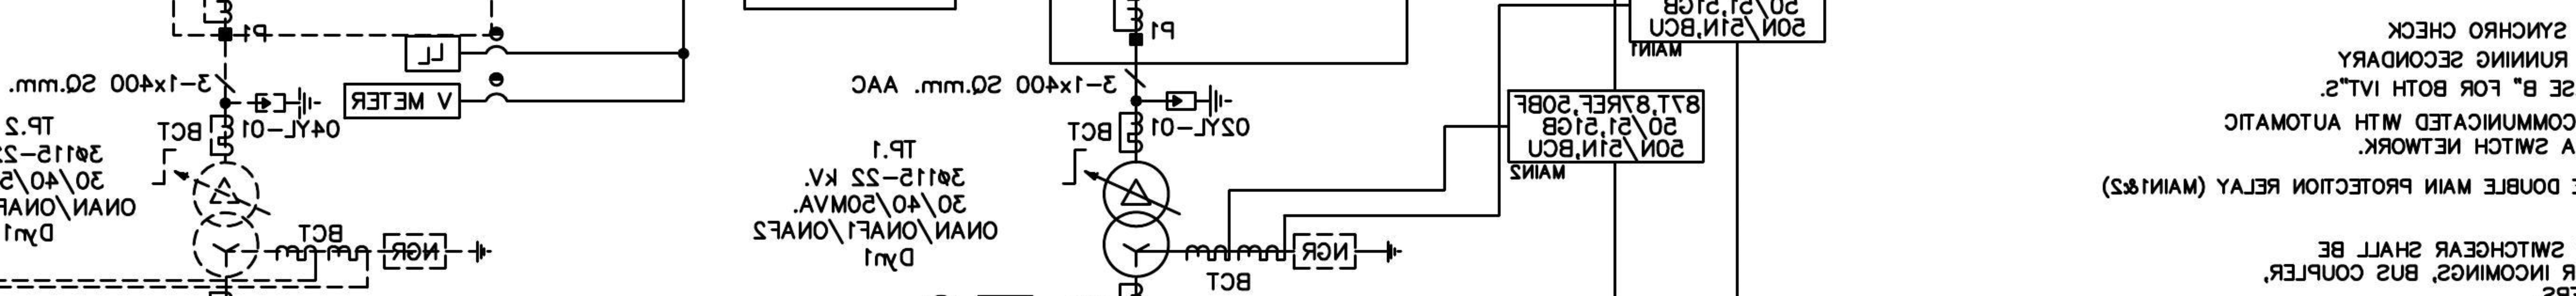 SYNCHRO CHECK
RUNNING SECONDARY
SE B" FOR BOTH IVT"S.
COMMUNICATED WITH AUTOMATIC
A SWITCH NETWORK.
DOUBLE MAIN PROTECTION RELAY (MAIN1&2)
SWITCHGEAR SHALL BE
R INCOMINGS, BUS COUPLER,
50/51,51GB
50N/51N,BCU
MAIN1
87T,87REF,50BF
50/51,51GB
50N/51N,BCU
MAIN2
P1
3-1x400 SQ.mm. AAC
02YL-01
BCT
TP.1
3ø115-22 kV.
30/40/50MVA.
ONAN/ONAF1/ONAF2
Dyn1
NGR
BCT
LL
V METER
P1
3-1x400 SQ.mm.
04YL-01
BCT
TP.2
3ø115-22
30/40/5
ONAN/ONAF
Dyn1
BCT
NGR